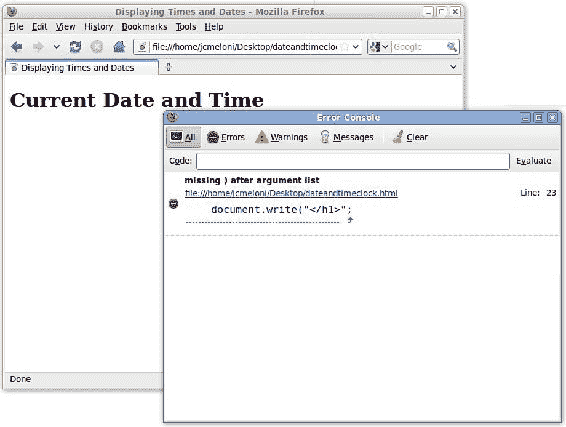 Displaying Times and Dates - Mozilla Firefox
File Edit View History Bookmarks Tools Help
file:///home/jcmeloni/Desktop/dateandtimeclo
Google
Displaying Times and Dates
Current Date and Time
Error Console
All Errors Warnings Messages Clear
Code: Evaluate
missing ) after argument list
file:///home/jcmeloni/Desktop/dateandtimeclock.html Line: 23
document.write("</h1>";
Done